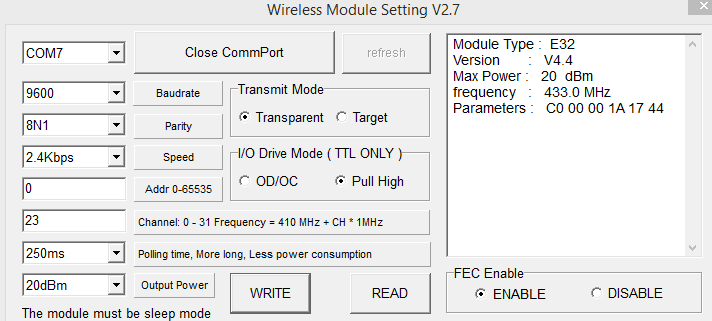 Wireless Module Setting V2.7
COM7 Close CommPort refresh
9600 Baudrate
8N1 Parity
2.4Kbps Speed
0 Addr 0-65535
23 Channel: 0 - 31 Frequency = 410 MHz + CH * 1MHz
250ms Polling time, More long, Less power consumption
20dBm Output Power WRITE READ
The module must be sleep mode
Transmit Mode
Transparent Target
I/O Drive Mode ( TTL ONLY )
OD/OC Pull High
Module Type : E32
Version : V4.4
Max Power : 20 dBm
frequency : 433.0 MHz
Parameters : C0 00 00 1A 17 44
FEC Enable
ENABLE DISABLE